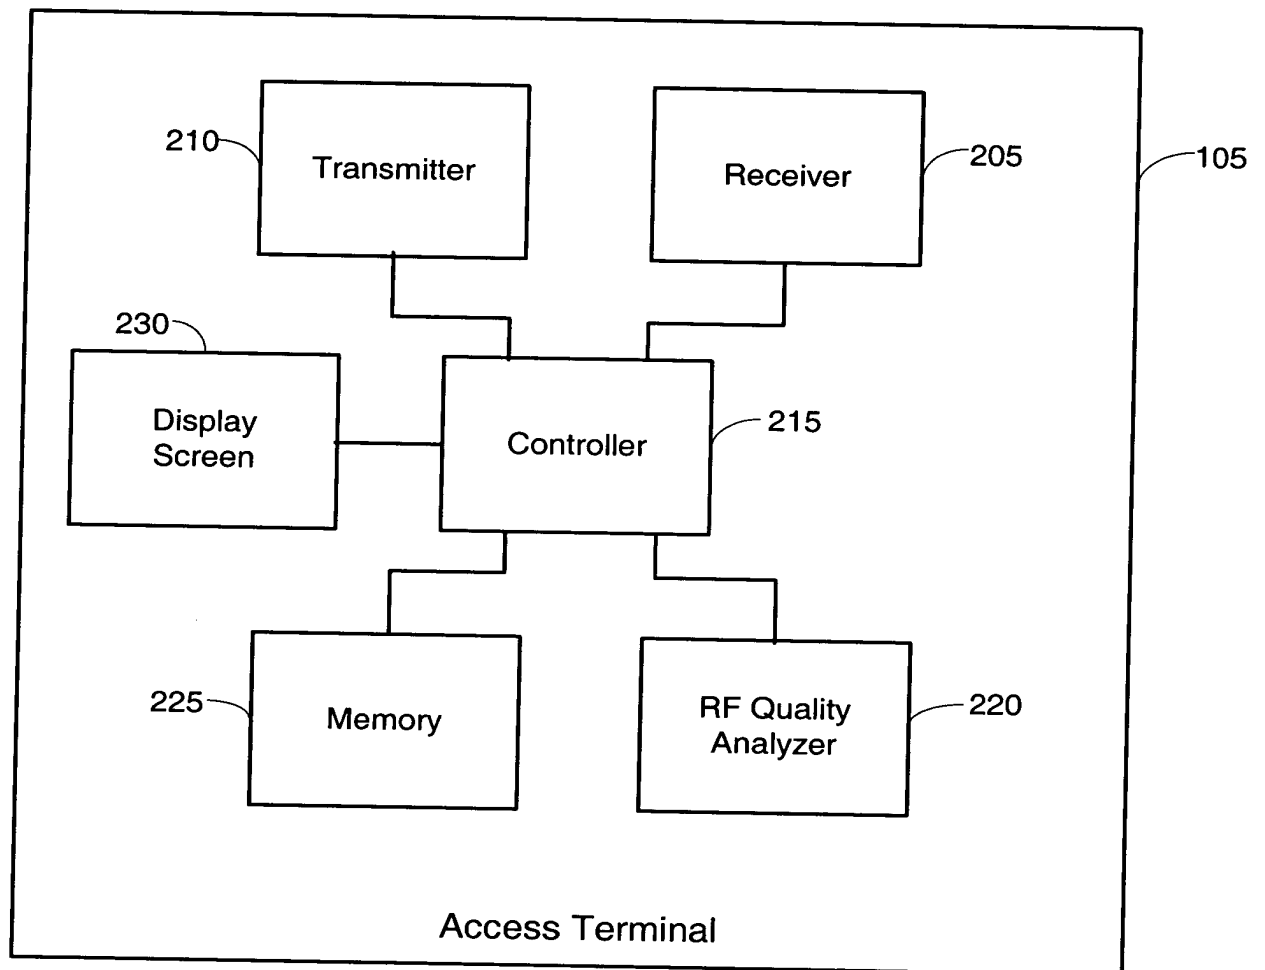 210
Transmitter
Receiver
205
105
230
Display
Screen
Controller
215
225
Memory
RF Quality
Analyzer
220
Access Terminal